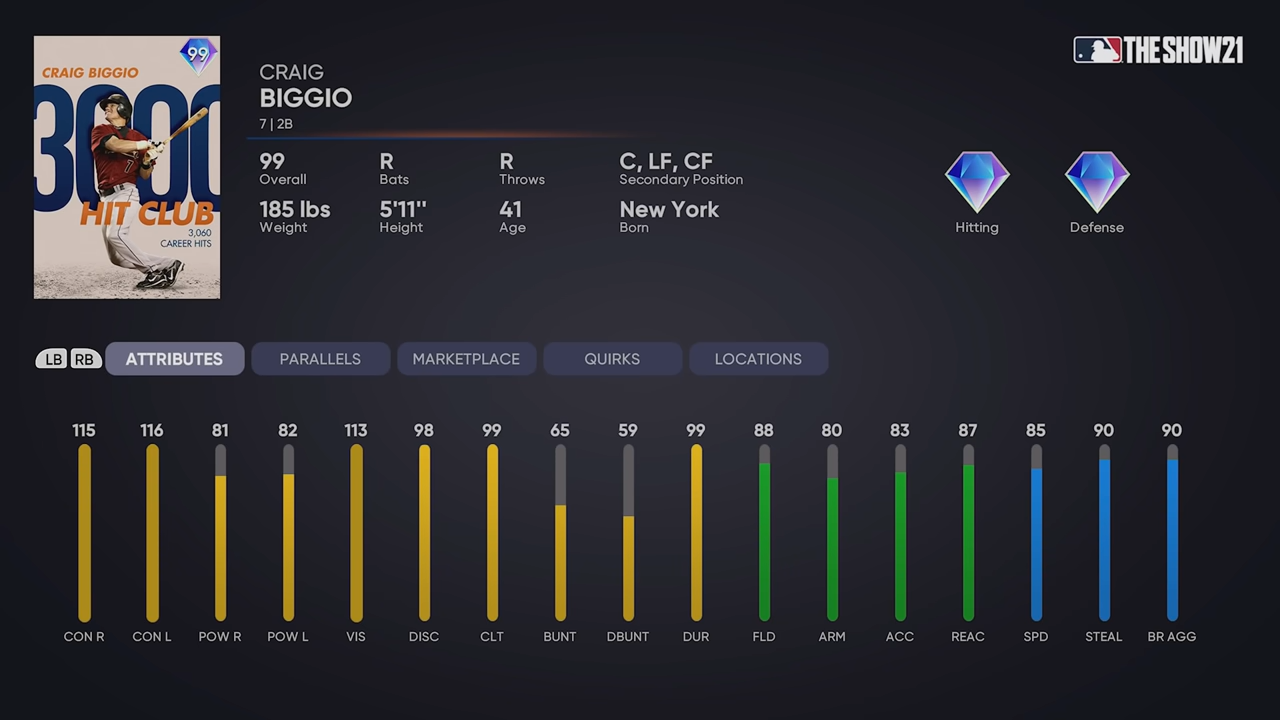 99
CRAIG BIGGIO
3000
HIT CLUB
3,060
CAREER HITS
CRAIG
BIGGIO
7 | 2B
THE SHOW21
99 R R C, LF, CF
Overall Bats Throws Secondary Position
185 lbs 5'11'' 41 New York
Weight Height Age Born
Hitting Defense
LB RB ATTRIBUTES PARALLELS MARKETPLACE QUIRKS LOCATIONS
115 116 81 82 113 98 99 65 59 99 88 80 83 87 85 90 90
CON R CON L POW R POW L VIS DISC CLT BUNT DBUNT DUR FLD ARM ACC REAC SPD STEAL BR AGG